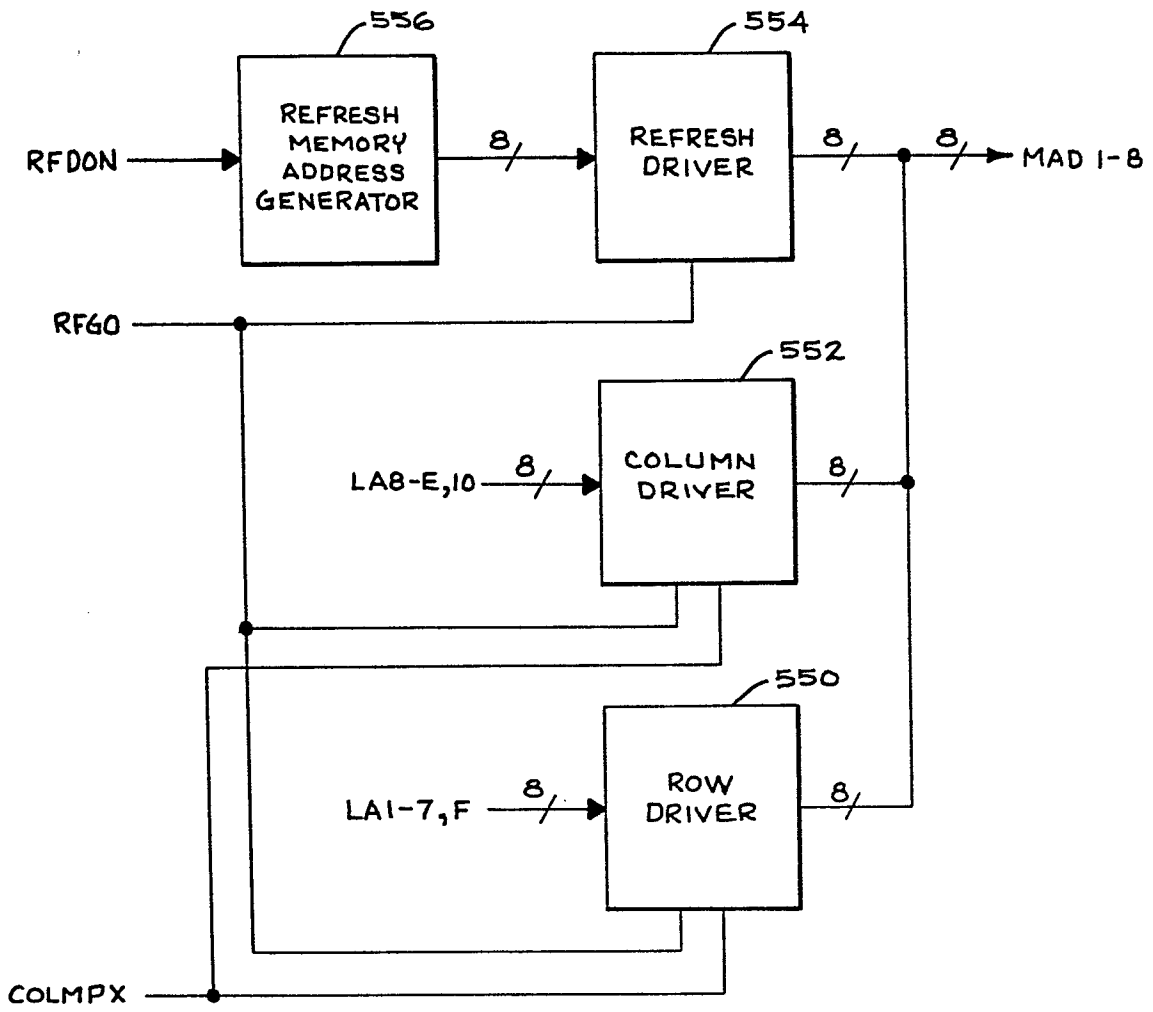 556
554
REFRESH
MEMORY
ADDRESS
GENERATOR
REFRESH
DRIVER
RFDON
8
8
8
MAD 1-8
RFGO
552
COLUMN
DRIVER
LA8-E,10
8
8
550
ROW
DRIVER
LA1-7,F
8
8
COLMPX